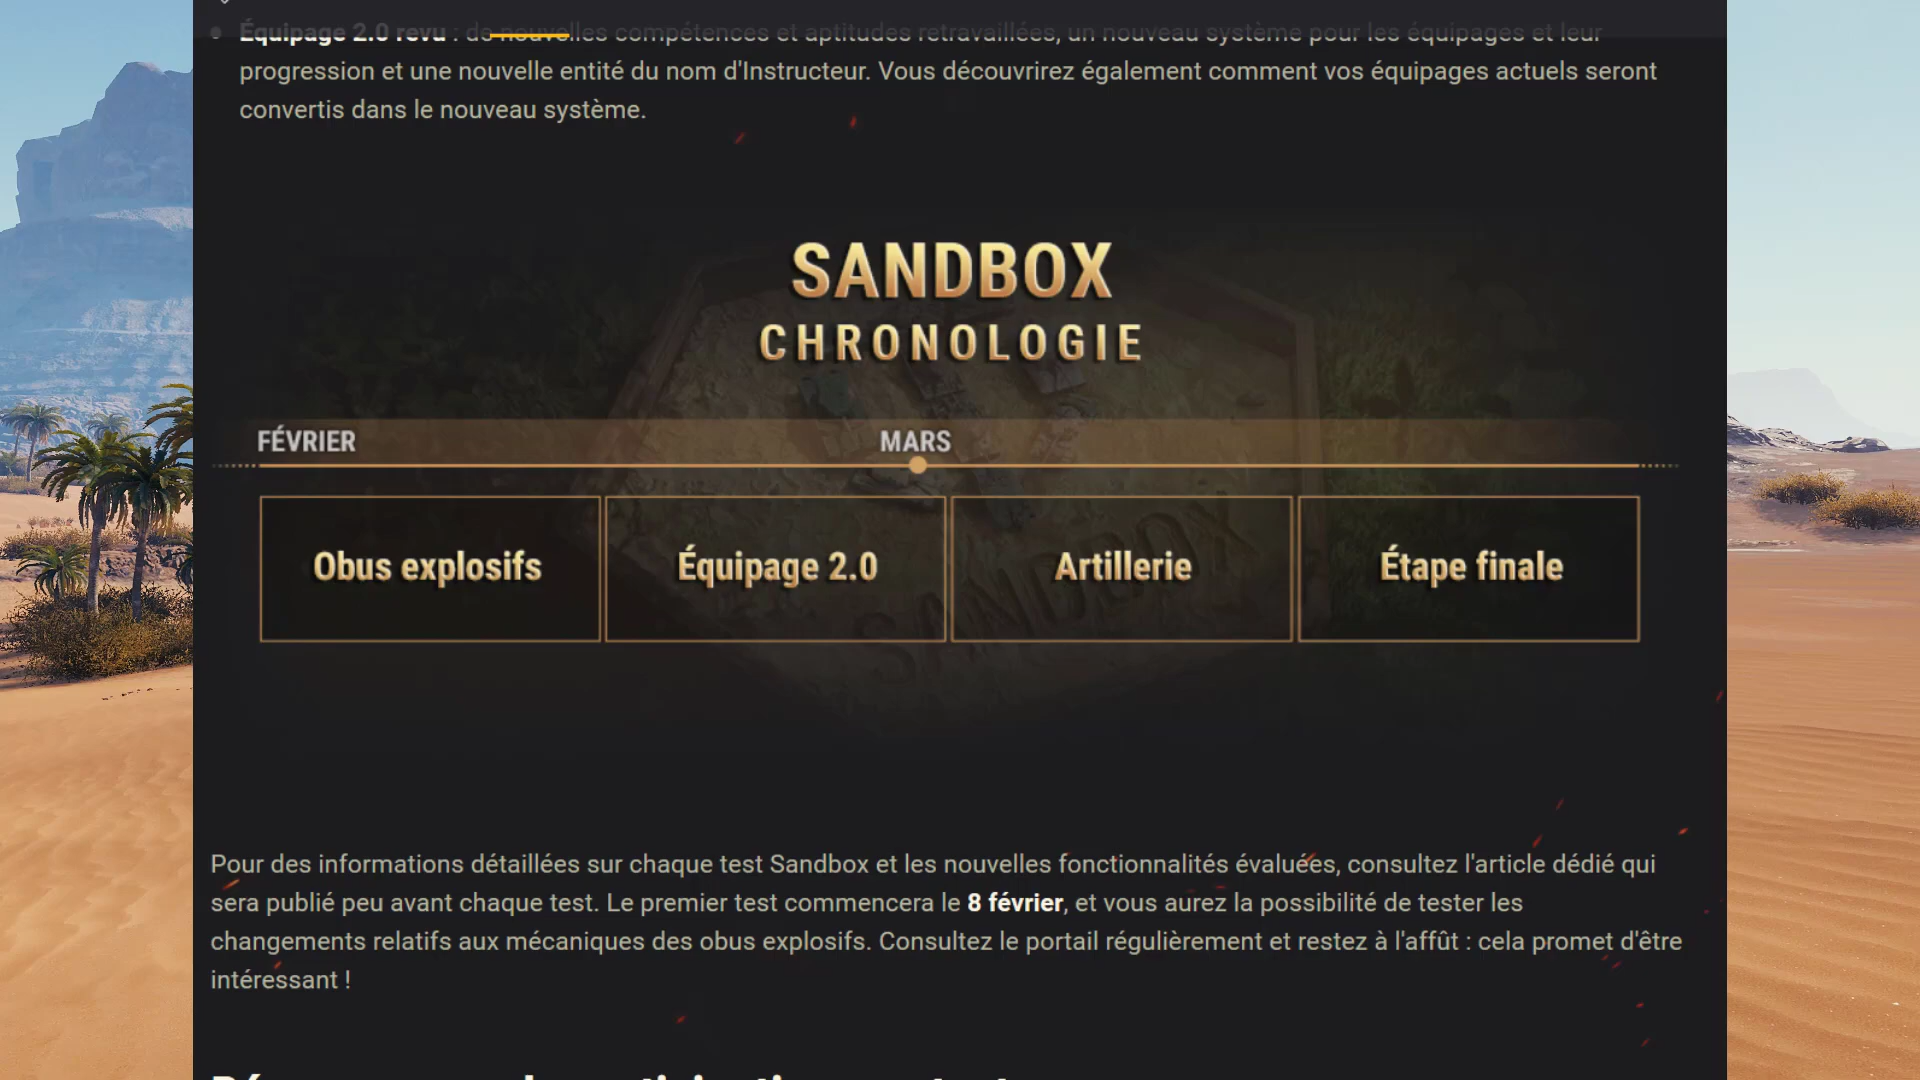 Équipage 2.0 revu : de nouvelles compétences et aptitudes retravaillées, un nouveau système pour les équipages et leur
progression et une nouvelle entité du nom d'Instructeur. Vous découvrirez également comment vos équipages actuels seront
convertis dans le nouveau système.
SANDBOX
CHRONOLOGIE
FÉVRIER
MARS
Obus explosifs
Équipage 2.0
Artillerie
Étape finale
SANDBOX
Pour des informations détaillées sur chaque test Sandbox et les nouvelles fonctionnalités évaluées, consultez l'article dédié qui
sera publié peu avant chaque test. Le premier test commencera le 8 février, et vous aurez la possibilité de tester les
changements relatifs aux mécaniques des obus explosifs. Consultez le portail régulièrement et restez à l'affût : cela promet d'être
intéressant !